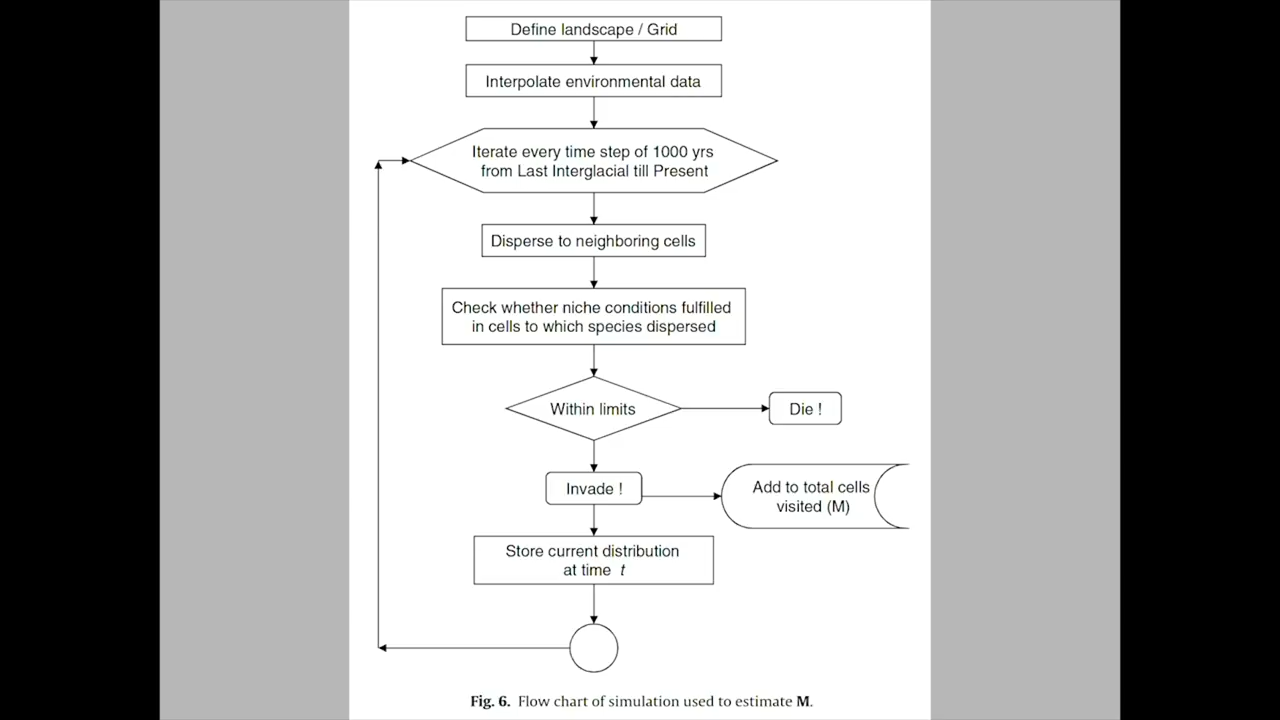 Define landscape / Grid
Interpolate environmental data
Iterate every time step of 1000 yrs
from Last Interglacial till Present
Disperse to neighboring cells
Check whether niche conditions fulfilled
in cells to which species dispersed
Within limits
Die !
Invade !
Add to total cells
visited (M)
Store current distribution
at time t
Fig. 6. Flow chart of simulation used to estimate M.